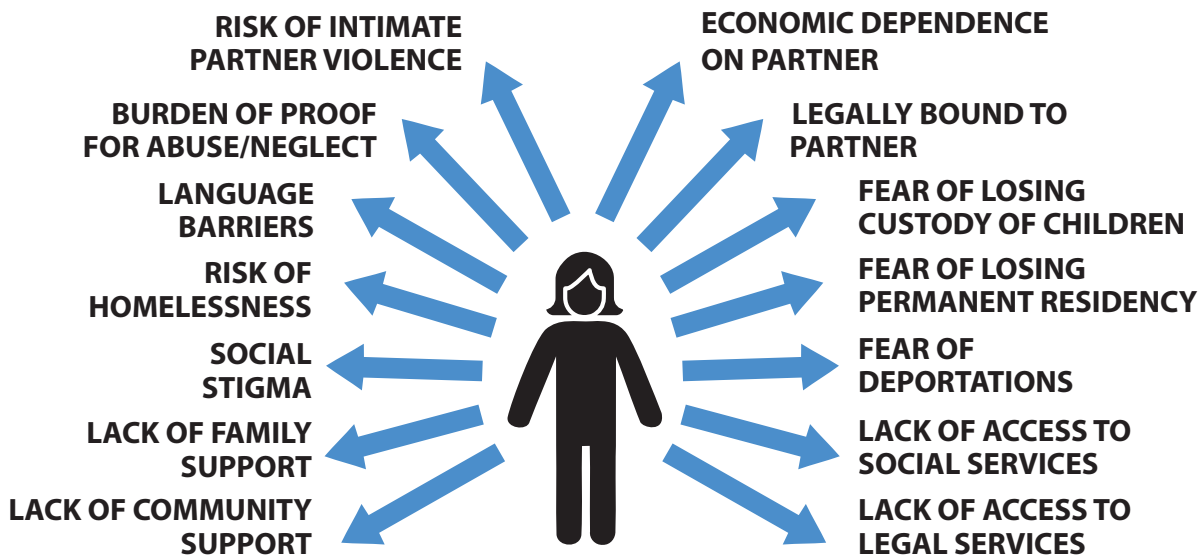 RISK OF INTIMATE
PARTNER VIOLENCE
BURDEN OF PROOF
FOR ABUSE/NEGLECT
LANGUAGE
BARRIERS
RISK OF
HOMELESSNESS
SOCIAL
STIGMA
LACK OF FAMILY
SUPPORT
LACK OF COMMUNITY
SUPPORT
ECONOMIC DEPENDENCE
ON PARTNER
LEGALLY BOUND TO
PARTNER
FEAR OF LOSING
CUSTODY OF CHILDREN
FEAR OF LOSING
PERMANENT RESIDENCY
FEAR OF
DEPORTATIONS
LACK OF ACCESS TO
SOCIAL SERVICES
LACK OF ACCESS TO
LEGAL SERVICES